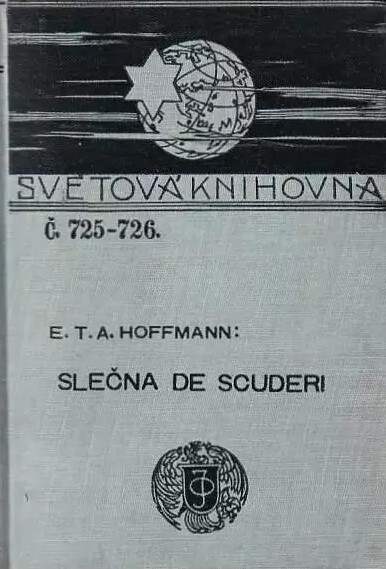 SVĚTOVÁ KNIHOVNA
Č. 725-726.
E. T. A. HOFFMANN:
SLEČNA DE SCUDERI